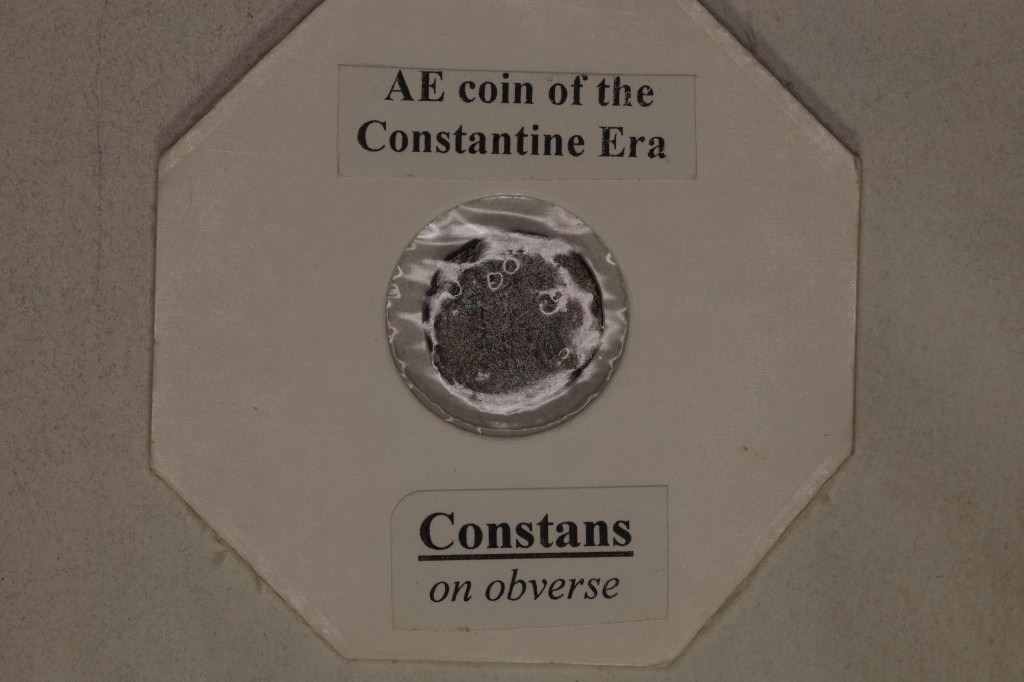 AE coin of the
Constantine Era
Constans
on obverse